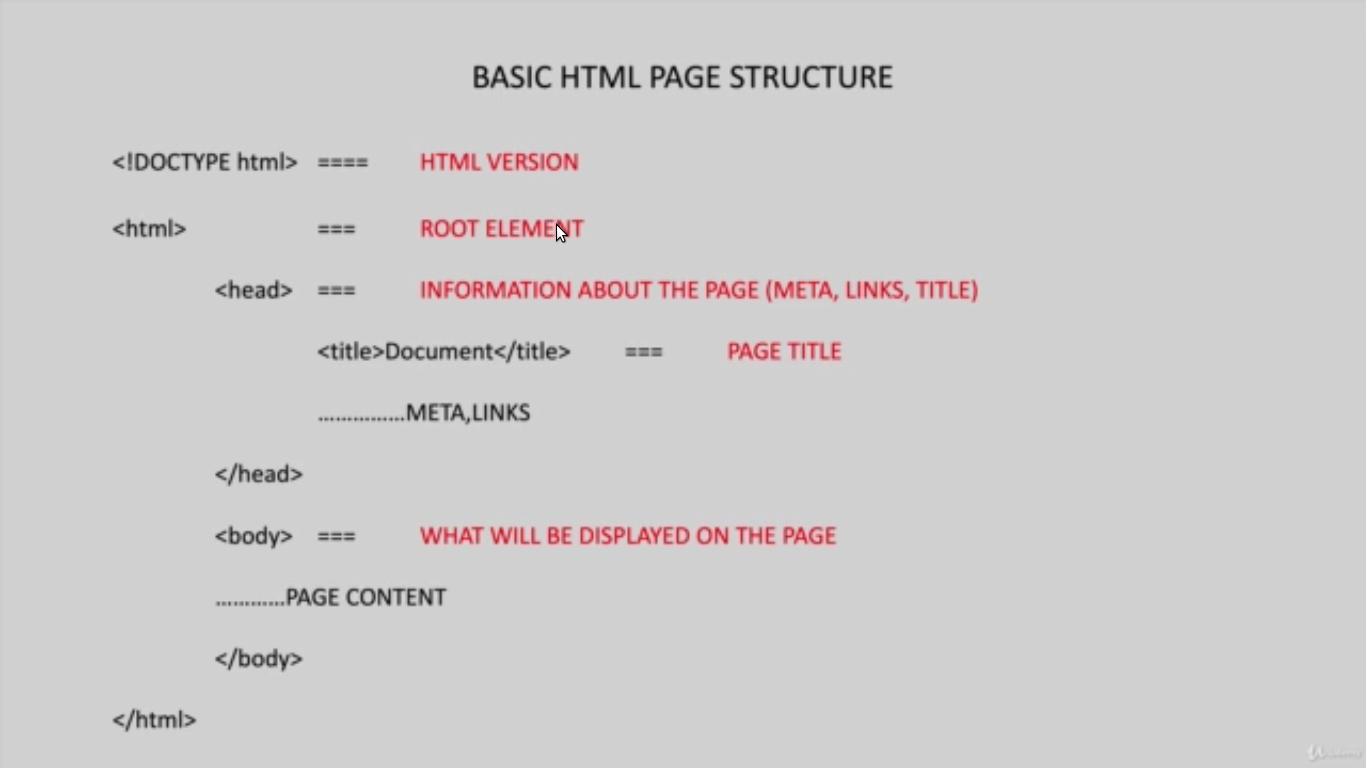 BASIC HTML PAGE STRUCTURE
<!DOCTYPE html> ==== HTML VERSION
<html> === ROOT ELEMENT
<head> === INFORMATION ABOUT THE PAGE (META, LINKS, TITLE)
<title>Document</title> === PAGE TITLE
...............META,LINKS
</head>
<body> === WHAT WILL BE DISPLAYED ON THE PAGE
............PAGE CONTENT
</body>
</html>